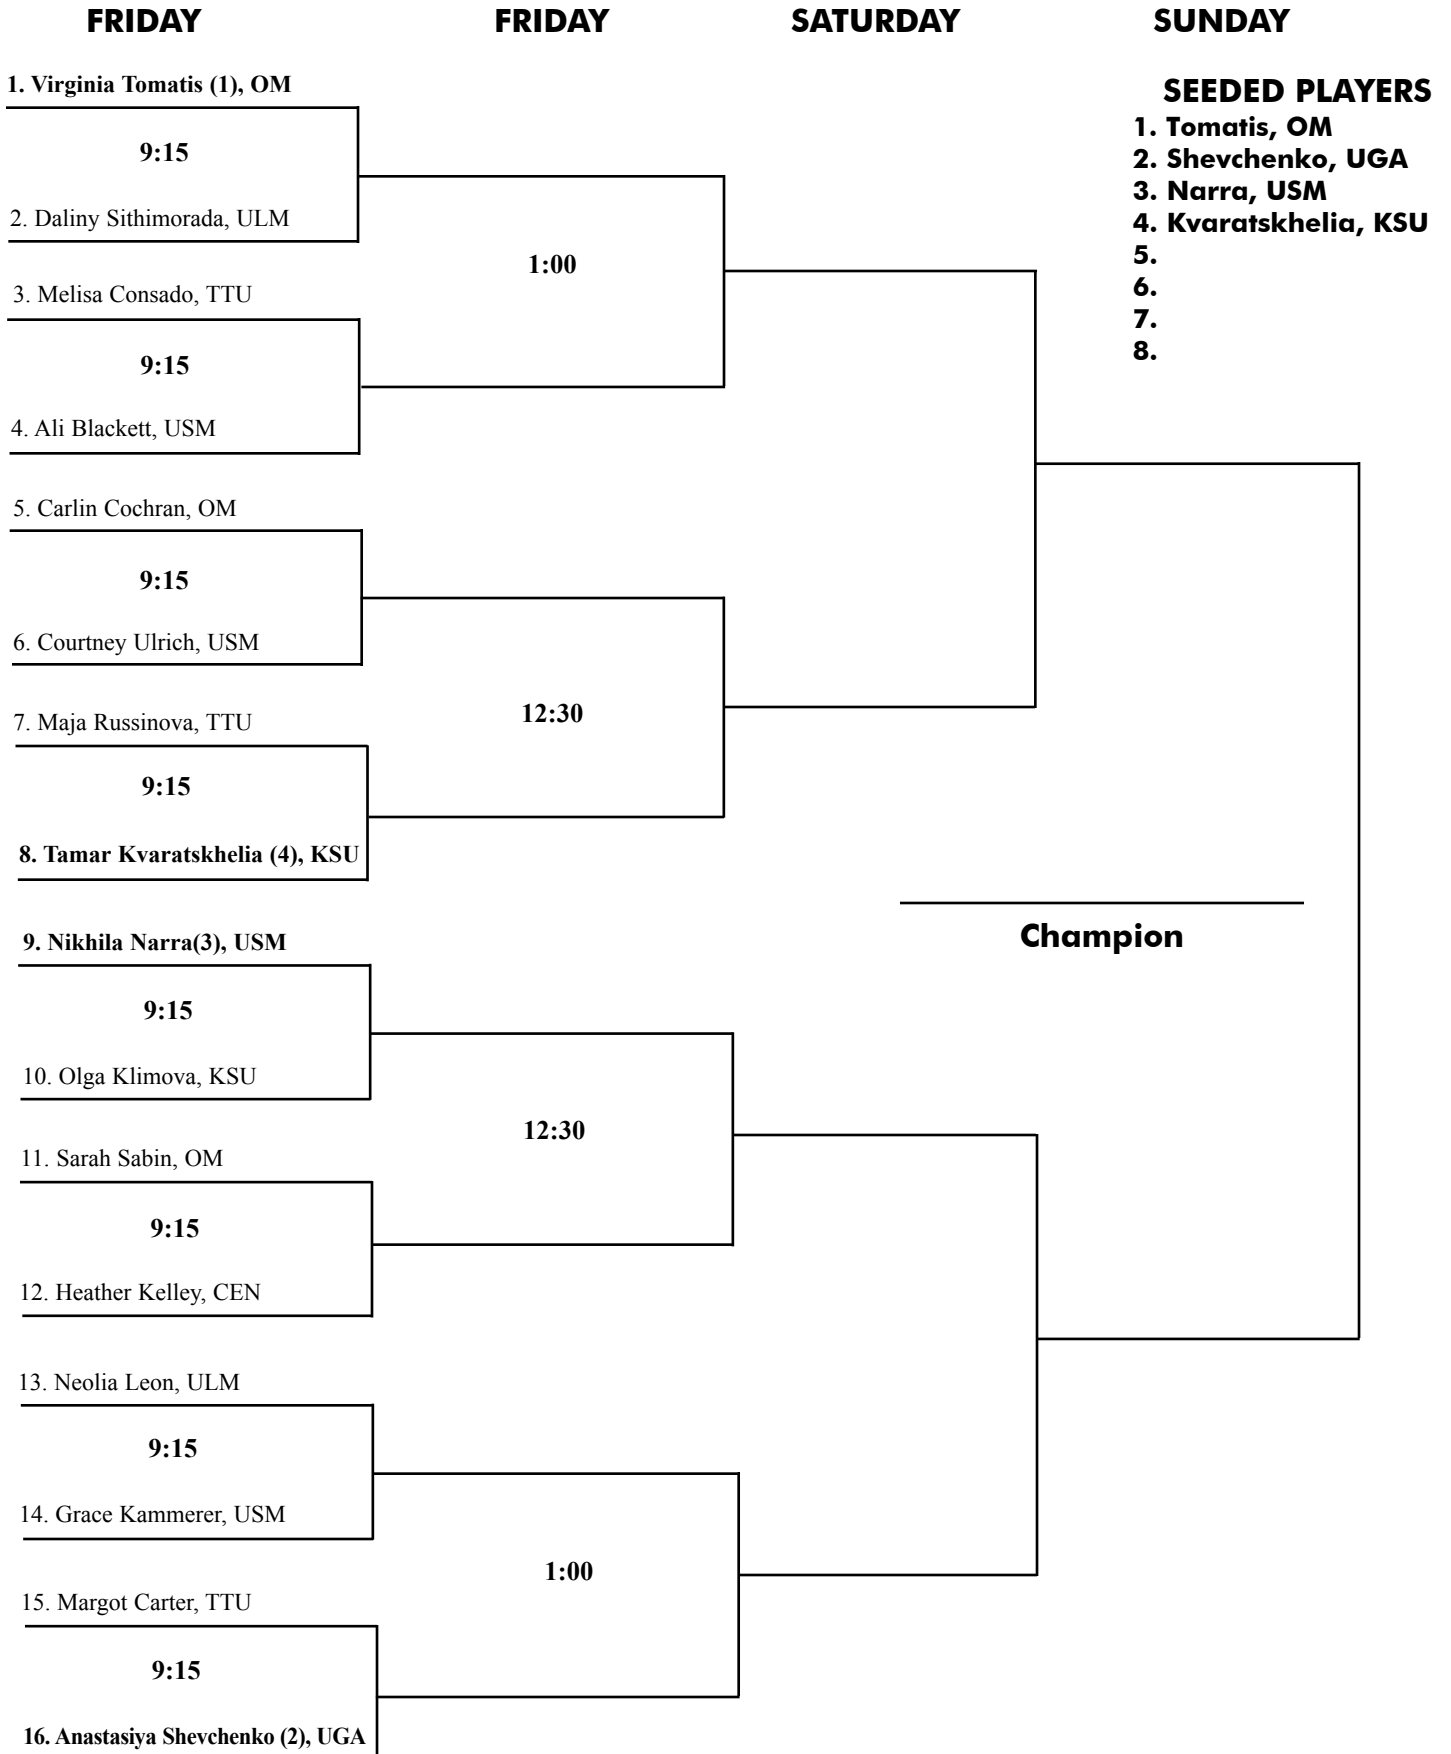 FRIDAY FRIDAY SATURDAY SUNDAY
SEEDED PLAYERS
1. Tomatis, OM
2. Shevchenko, UGA
3. Narra, USM
4. Kvaratskhelia, KSU
5.
6.
7.
8.
1. Virginia Tomatis (1), OM
9:15
2. Daliny Sithimorada, ULM
1:00
3. Melisa Consado, TTU
9:15
4. Ali Blackett, USM
5. Carlin Cochran, OM
9:15
6. Courtney Ulrich, USM
12:30
7. Maja Russinova, TTU
9:15
8. Tamar Kvaratskhelia (4), KSU
Champion
9. Nikhila Narra(3), USM
9:15
10. Olga Klimova, KSU
12:30
11. Sarah Sabin, OM
9:15
12. Heather Kelley, CEN
13. Neolia Leon, ULM
9:15
14. Grace Kammerer, USM
1:00
15. Margot Carter, TTU
9:15
16. Anastasiya Shevchenko (2), UGA